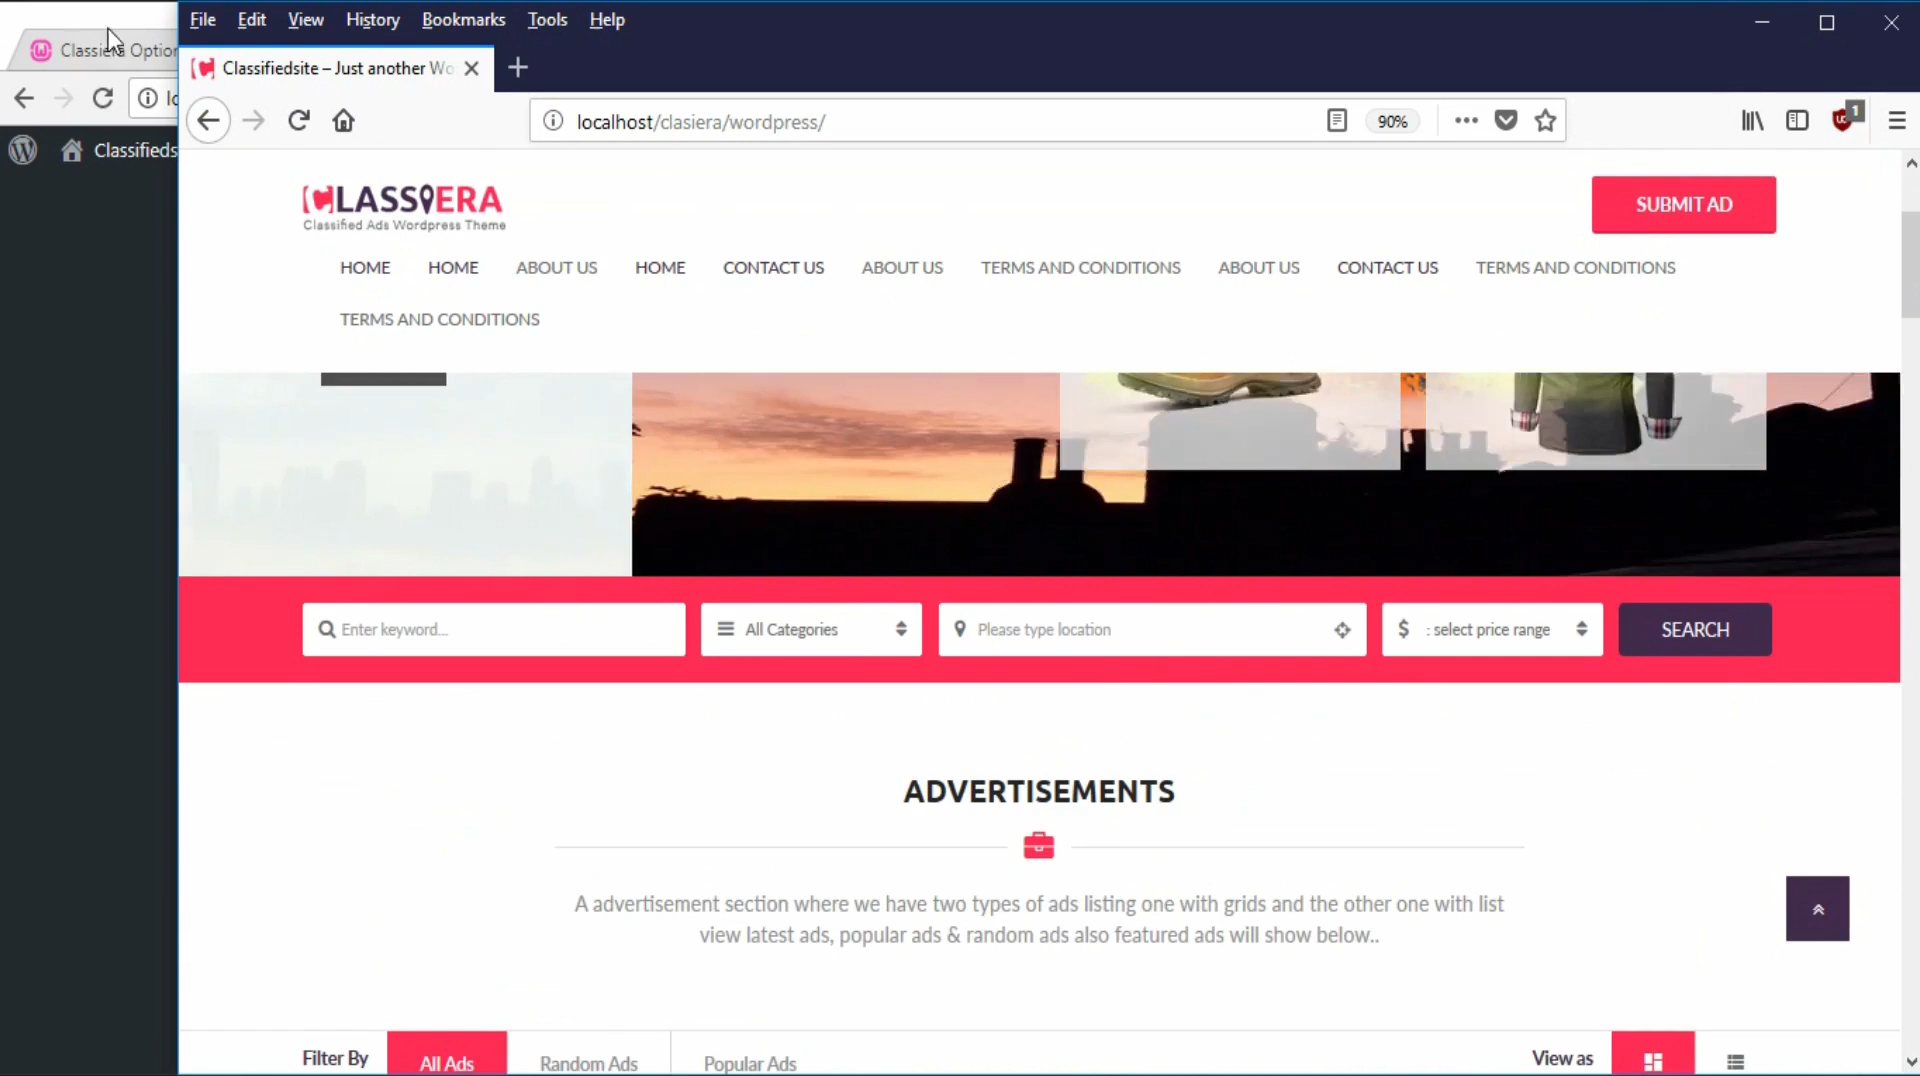 File Edit View History Bookmarks Tools Help
Classiera Option
Classifiedsite – Just another Wo
localhost/clasiera/wordpress/
90%
1
Classifieds
CLASSIERA
Classified Ads Wordpress Theme
SUBMIT AD
HOME HOME ABOUT US HOME CONTACT US ABOUT US TERMS AND CONDITIONS ABOUT US CONTACT US TERMS AND CONDITIONS
TERMS AND CONDITIONS
Enter keyword... All Categories Please type location $ : select price range SEARCH
ADVERTISEMENTS
A advertisement section where we have two types of ads listing one with grids and the other one with list
view latest ads, popular ads & random ads also featured ads will show below..
Filter By All Ads Random Ads Popular Ads View as